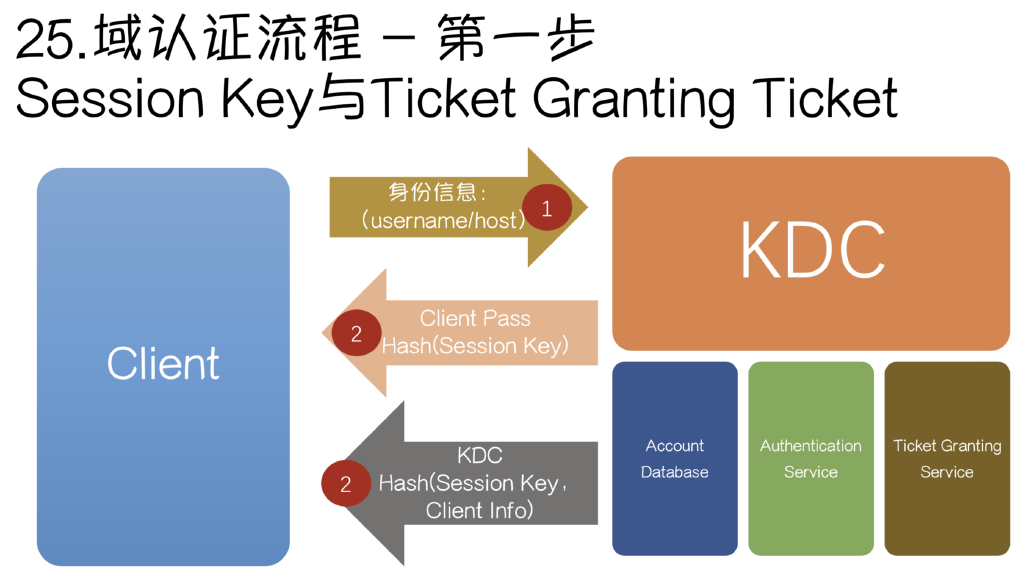 25.域认证流程 - 第一步
Session Key与Ticket Granting Ticket
Client
身份信息：
（username/host）
1
KDC
2
Client Pass
Hash(Session Key)
2
KDC
Hash(Session Key，
Client Info)
Account
Database
Authentication
Service
Ticket Granting
Service